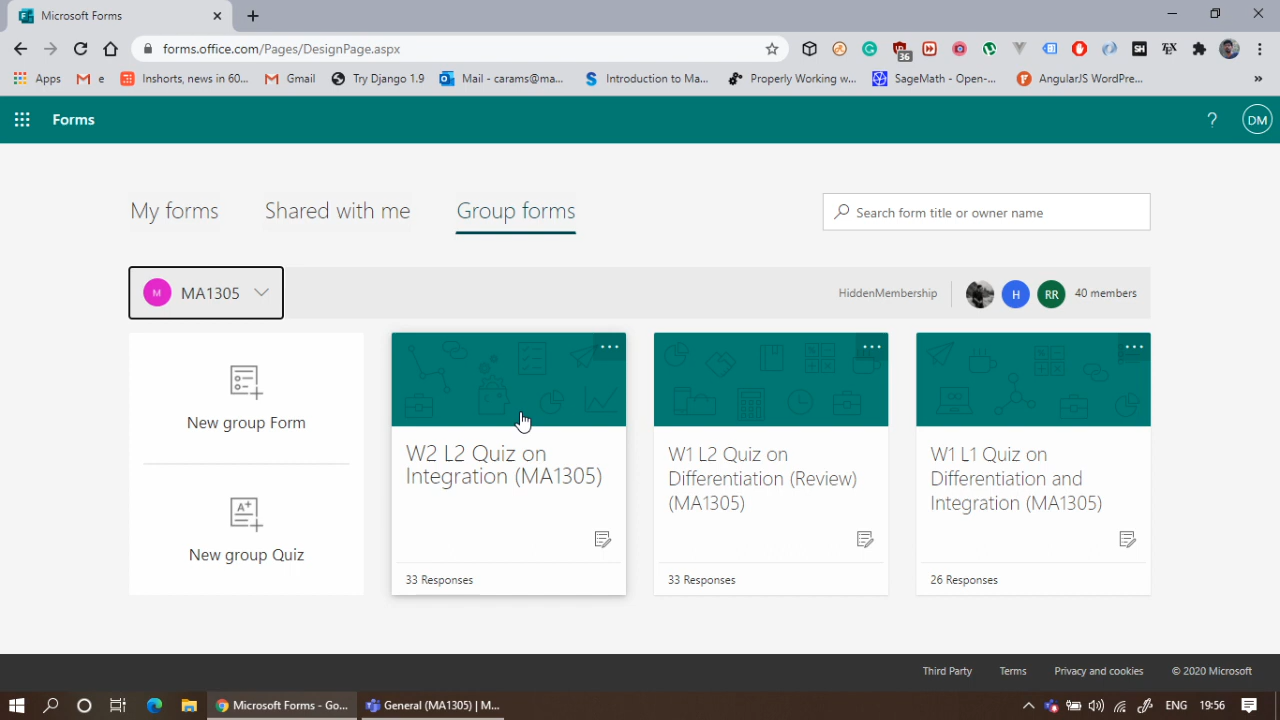 Microsoft Forms
forms.office.com/Pages/DesignPage.aspx
36
SH
TEX
Apps
e
Inshorts, news in 60...
Gmail
Try Django 1.9
Mail - carams@ma...
Introduction to Ma...
Properly Working w...
SageMath - Open-...
AngularJS WordPre...
»
Forms
?
DM
My forms
Shared with me
Group forms
Search form title or owner name
M
MA1305
HiddenMembership
H
RR
40 members
New group Form
A+
New group Quiz
W2 L2 Quiz on
Integration (MA1305)
33 Responses
W1 L2 Quiz on
Differentiation (Review)
(MA1305)
33 Responses
W1 L1 Quiz on
Differentiation and
Integration (MA1305)
26 Responses
Third Party
Terms
Privacy and cookies
© 2020 Microsoft
Microsoft Forms - Go...
General (MA1305) | M...
ENG
19:56